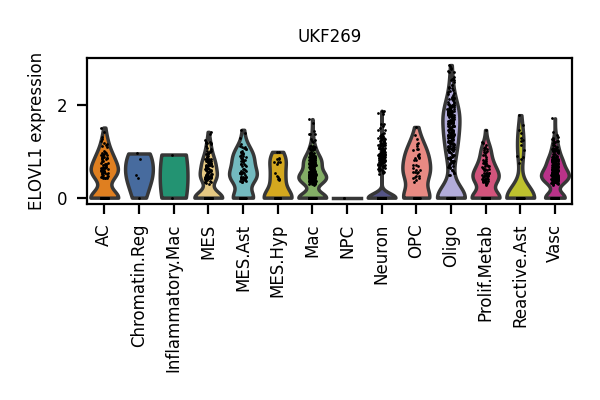 UKF269
ELOVL1 expression
2
0
AC
Chromatin.Reg
Inflammatory.Mac
MES
MES.Ast
MES.Hyp
Mac
NPC
Neuron
OPC
Oligo
Prolif.Metab
Reactive.Ast
Vasc